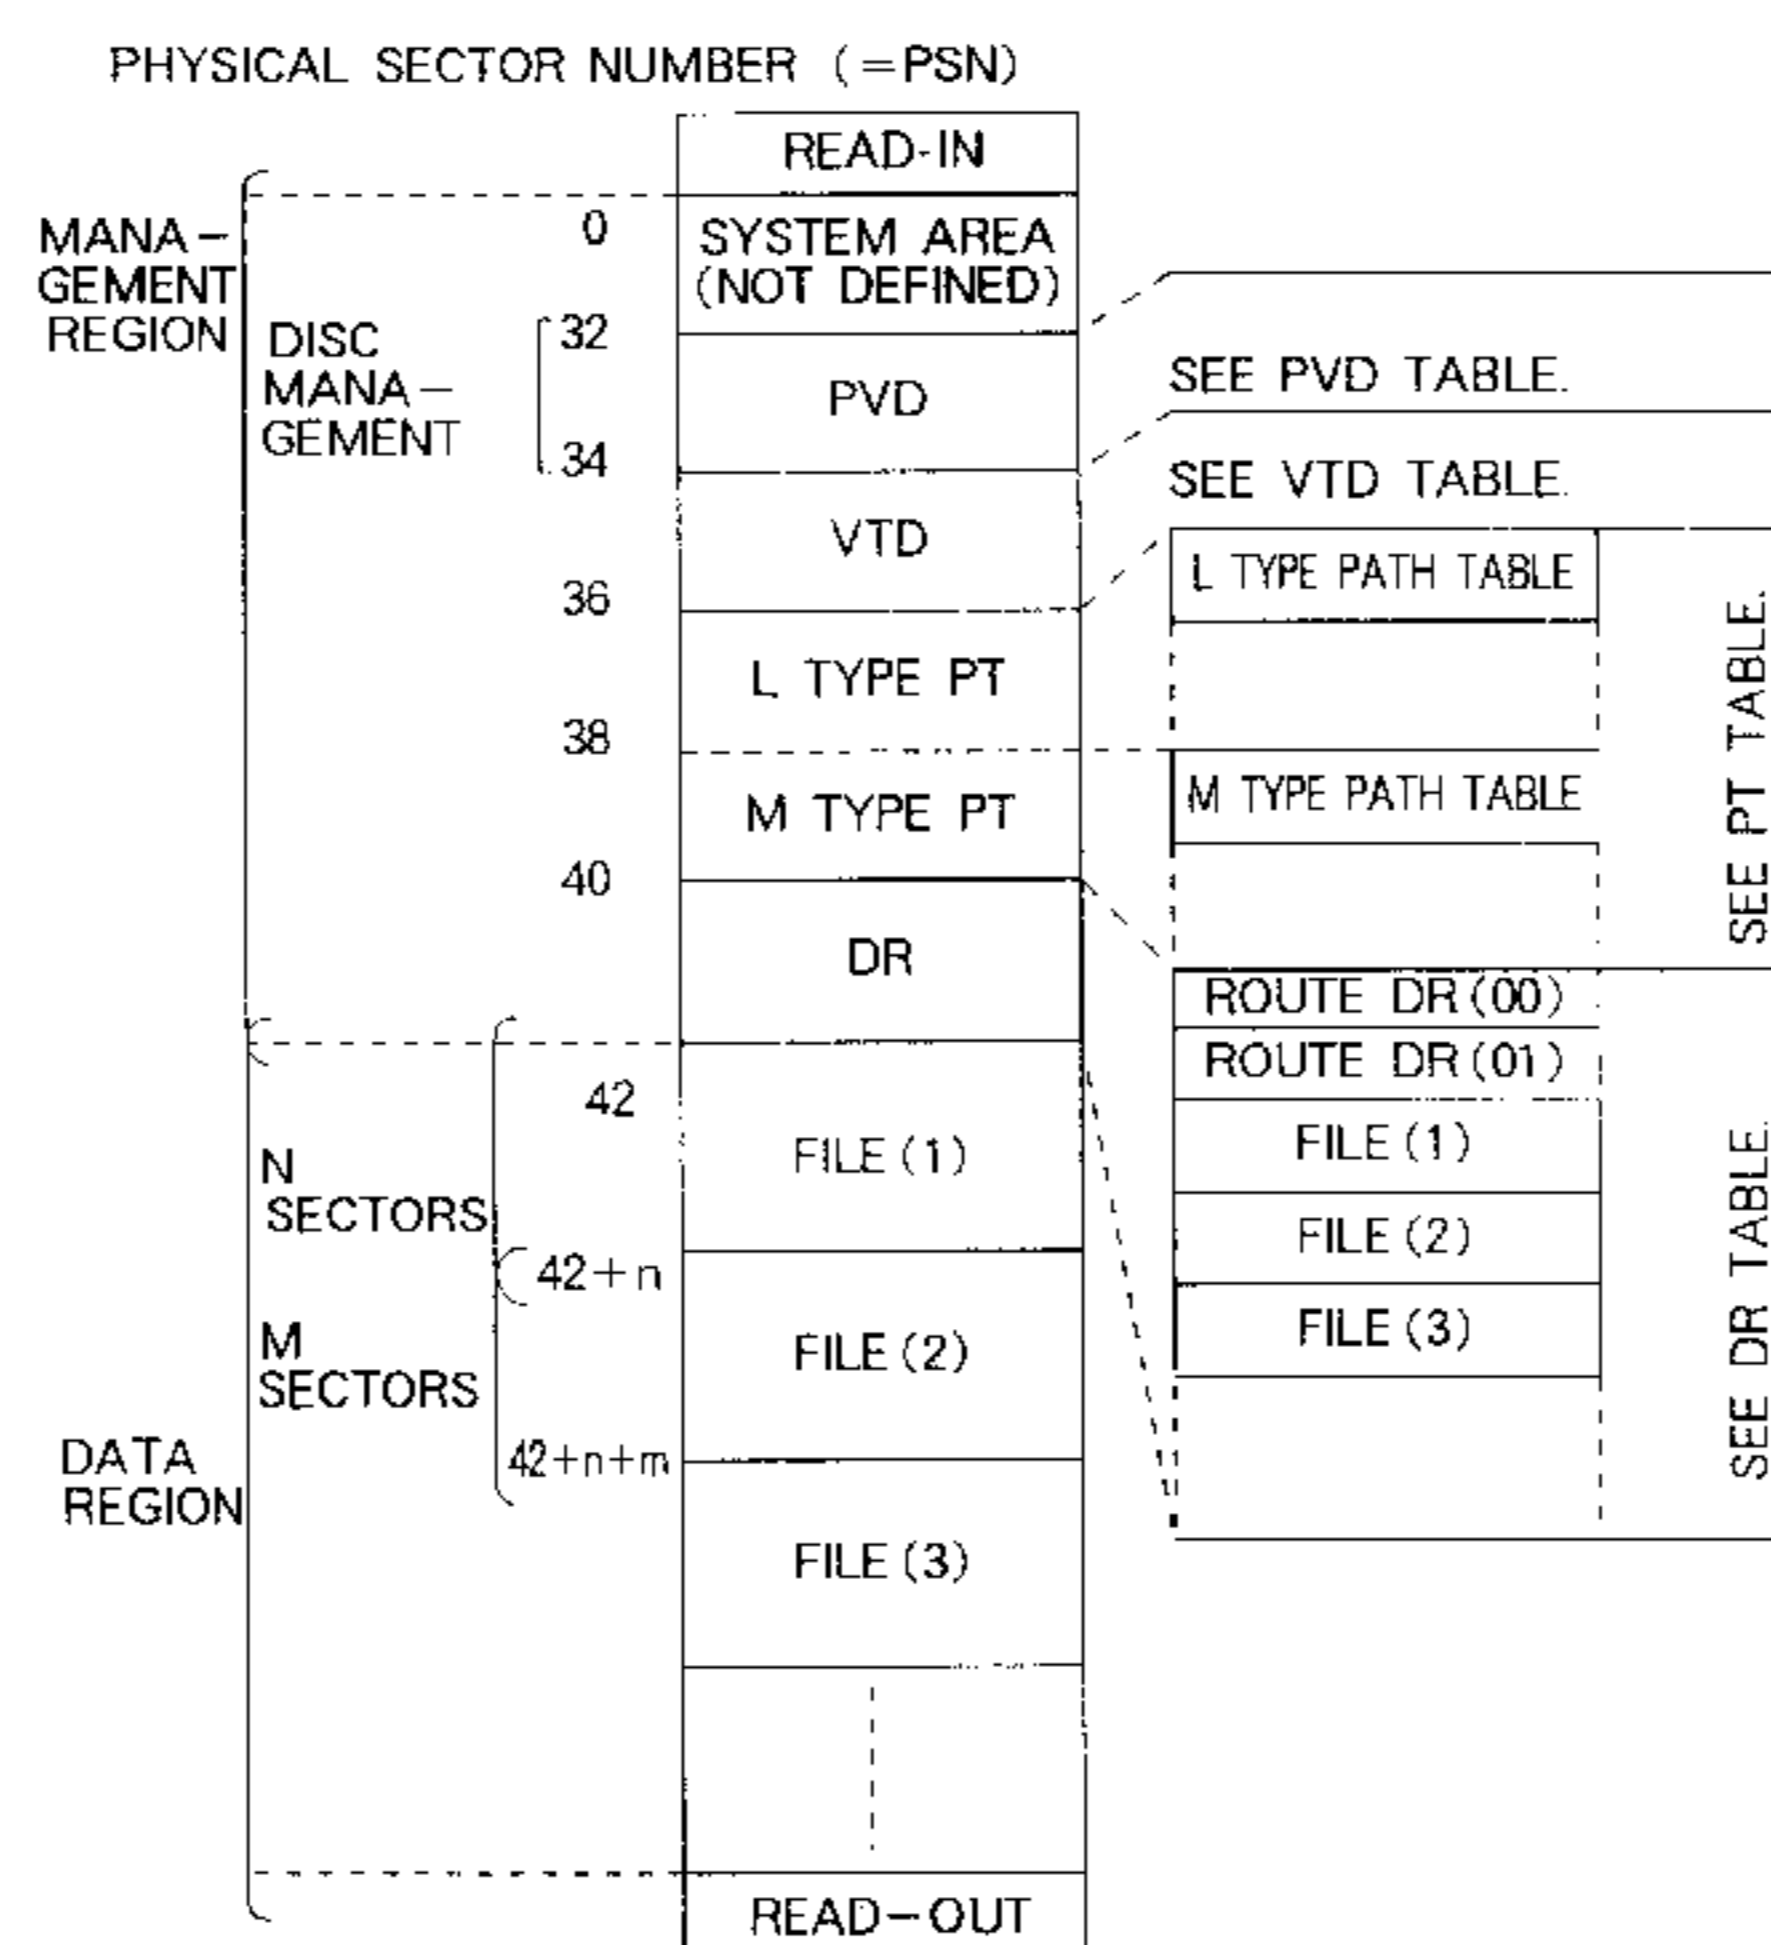 PHYSICAL SECTOR NUMBER (=PSN)
READ-IN
MANA-
GEMENT
REGION
0
SYSTEM AREA
(NOT DEFINED)
DISC
MANA-
GEMENT
32
PVD
SEE PVD TABLE.
34
VTD
SEE VTD TABLE.
36
L TYPE PT
L TYPE PATH TABLE
38
M TYPE PT
M TYPE PATH TABLE
SEE PT TABLE.
40
DR
ROUTE DR(00)
ROUTE DR(01)
FILE(1)
FILE(2)
FILE(3)
SEE DR TABLE.
42
N
SECTORS
FILE(1)
42+n
M
SECTORS
FILE(2)
42+n+m
DATA
REGION
FILE(3)
READ-OUT